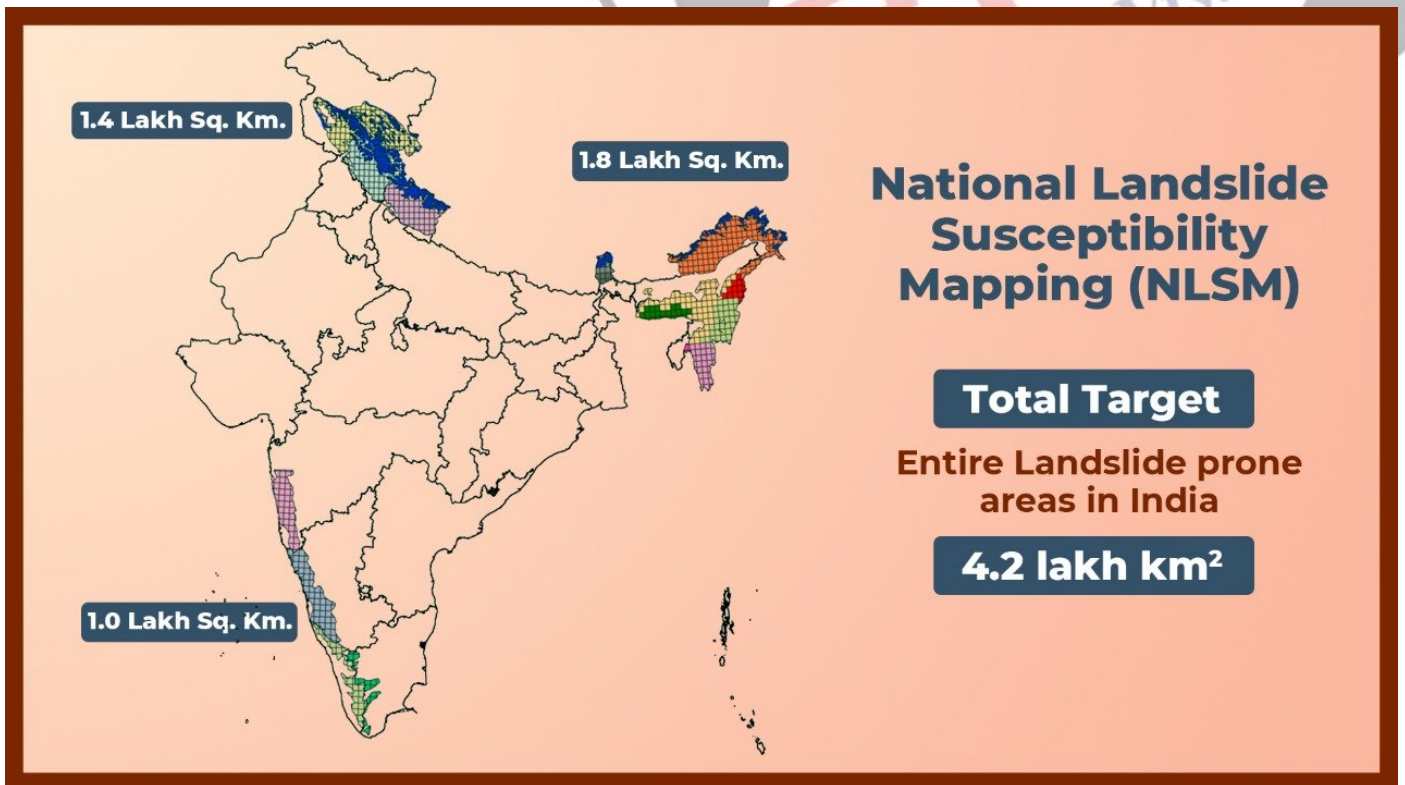 1.4 Lakh Sq. Km.
1.8 Lakh Sq. Km.
1.0 Lakh Sq. Km.
National Landslide
Susceptibility
Mapping (NLSM)
Total Target
Entire Landslide prone
areas in India
4.2 lakh km²